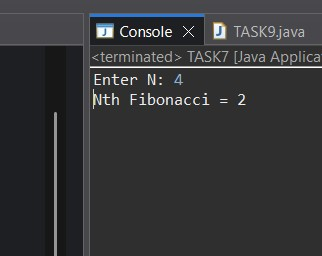 Console
TASK9.java
<terminated> TASK7 [Java Applica
Enter N: 4
Nth Fibonacci = 2